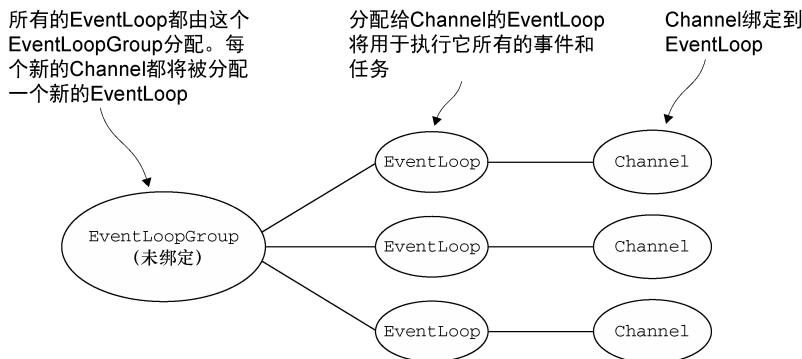 所有的EventLoop都由这个
EventLoopGroup分配。每
个新的Channel都将被分配
一个新的EventLoop
分配给Channel的EventLoop
将用于执行它所有的事件和
任务
Channel绑定到
EventLoop
EventLoopGroup
(未绑定)
EventLoop
Channel
EventLoop
Channel
EventLoop
Channel